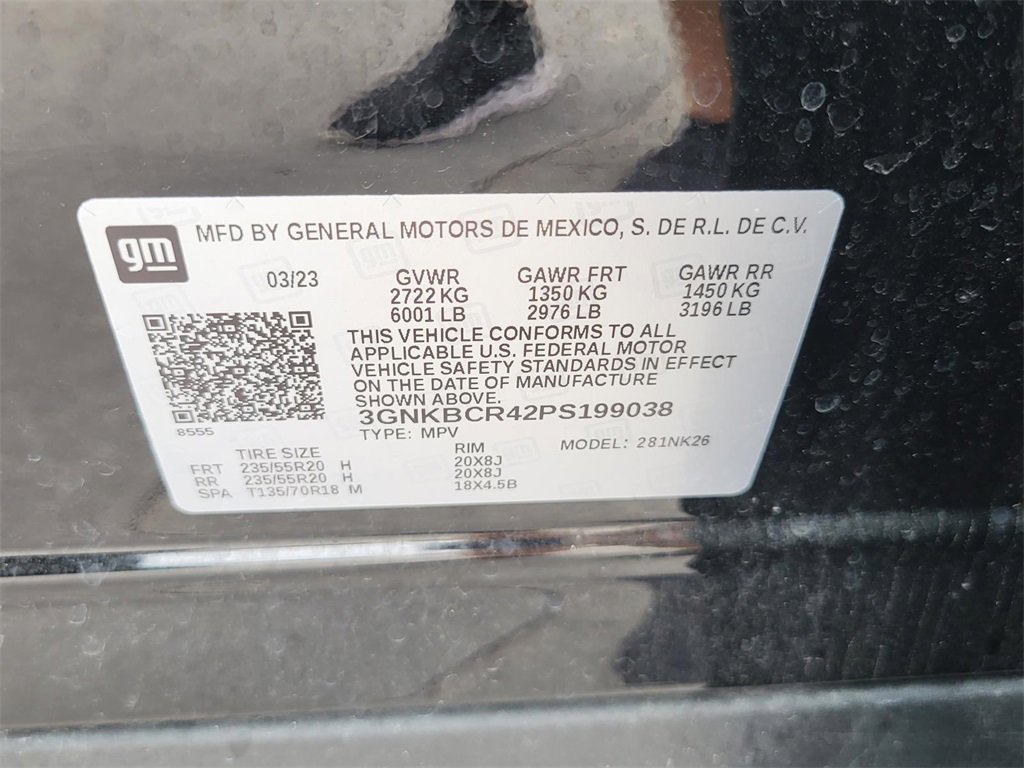 gm
MFD BY GENERAL MOTORS DE MEXICO, S. DE R.L. DE C.V.
03/23 GVWR GAWR FRT GAWR RR
2722 KG 1350 KG 1450 KG
6001 LB 2976 LB 3196 LB
THIS VEHICLE CONFORMS TO ALL
APPLICABLE U.S. FEDERAL MOTOR
VEHICLE SAFETY STANDARDS IN EFFECT
ON THE DATE OF MANUFACTURE
SHOWN ABOVE.
3GNKBCR42PS199038
8555
TYPE: MPV MODEL: 281NK26
TIRE SIZE RIM
FRT 235/55R20 H 20X8J
RR 235/55R20 H 20X8J
SPA T135/70R18 M 18X4.5B